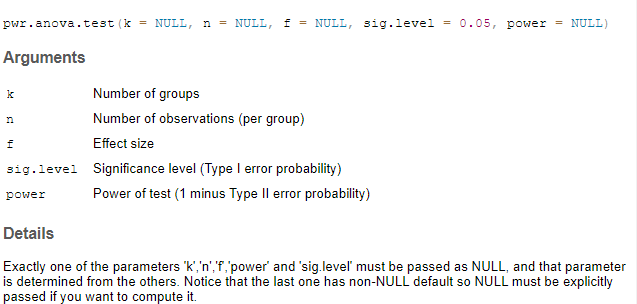 pwr.anova.test(k = NULL, n = NULL, f = NULL, sig.level = 0.05, power = NULL)
Arguments
k Number of groups
n Number of observations (per group)
f Effect size
sig.level Significance level (Type I error probability)
power Power of test (1 minus Type II error probability)
Details
Exactly one of the parameters 'k','n','f','power' and 'sig.level' must be passed as NULL, and that parameter
is determined from the others. Notice that the last one has non-NULL default so NULL must be explicitly
passed if you want to compute it.